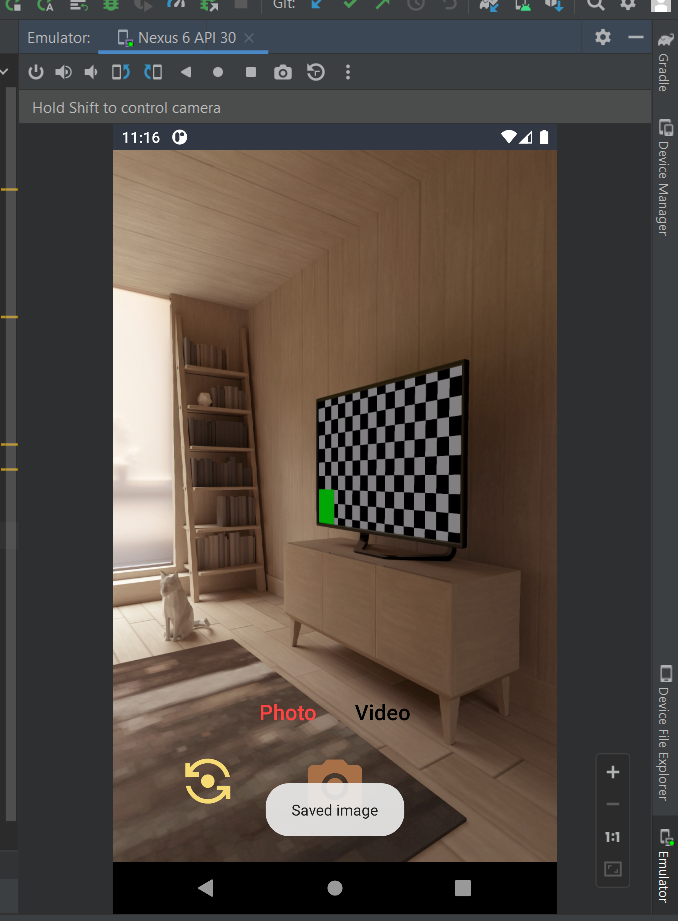 Git:
Emulator: Nexus 6 API 30
Hold Shift to control camera
11:16
Photo Video
Saved image
1:1
Gradle
Device Manager
Device File Explorer
Emulator